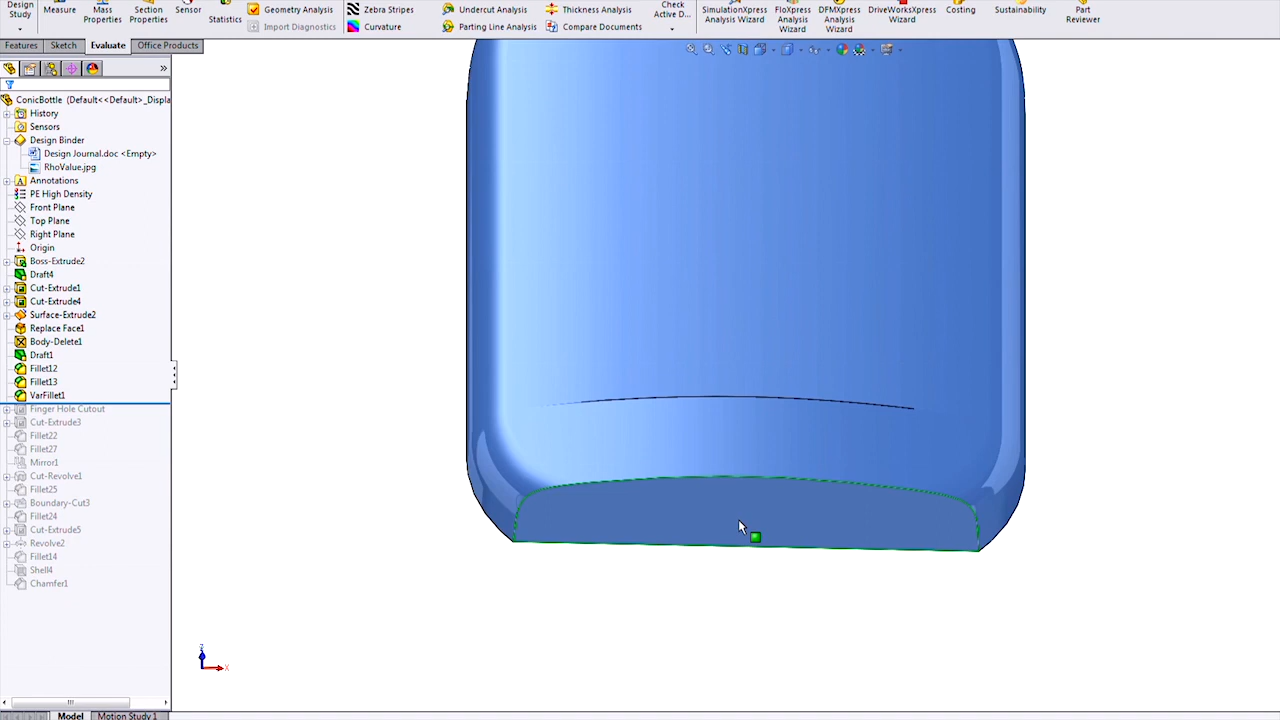 Design
Study
Measure
Mass
Properties
Section
Properties
Sensor
Statistics
Geometry Analysis
Import Diagnostics
Zebra Stripes
Curvature
Undercut Analysis
Parting Line Analysis
Thickness Analysis
Compare Documents
Check
Active D...
SimulationXpress
Analysis Wizard
FloXpress
Analysis
Wizard
DFMXpress
Analysis
Wizard
DriveWorksXpress
Wizard
Costing
Sustainability
Part
Reviewer
Features
Sketch
Evaluate
Office Products
»
ConicBottle (Default<<Default>_Displa
History
Sensors
Design Binder
Design Journal.doc <Empty>
RhoValue.jpg
Annotations
PE High Density
Front Plane
Top Plane
Right Plane
Origin
Boss-Extrude2
Draft4
Cut-Extrude1
Cut-Extrude4
Surface-Extrude2
Replace Face1
Body-Delete1
Draft1
Fillet12
Fillet13
VarFillet1
Finger Hole Cutout
Cut-Extrude3
Fillet22
Fillet27
Mirror1
Cut-Revolve1
Fillet25
Boundary-Cut3
Fillet24
Cut-Extrude5
Revolve2
Fillet14
Shell4
Chamfer1
Z
X
Model
Motion Study 1